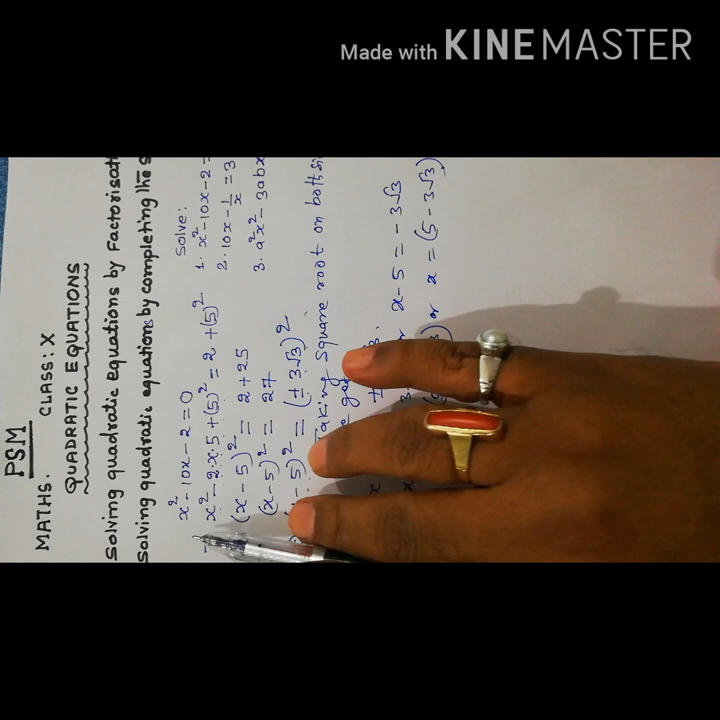 Made with KINEMASTER
PSM
MATHS. CLASS: X
QUADRATIC EQUATIONS
Solving quadratic equations by
Solving quadratic equations by completing the
Solve:
1. x² - 10x - 2 =
2. 10x - 1/x = 3
3. a²x² - 3abx
x² - 10x - 2 = 0
x² - 2·x·5 + (5)² = 2 + (5)²
(x - 5)² = 2 + 25
(x - 5)² = 27
- 5)² = (± 3√3)²
Taking Square root on both
x - 5 = - 3√3
or x = (5 - 3√3)